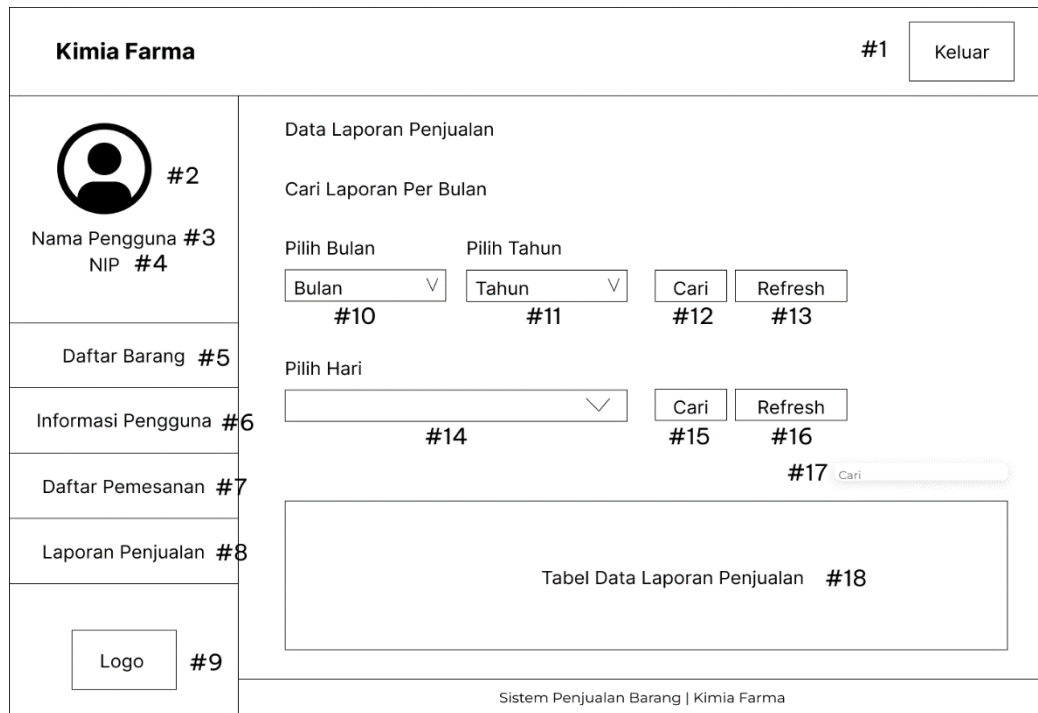 Kimia Farma
#1 Keluar
#2
Nama Pengguna #3
NIP #4
Daftar Barang #5
Informasi Pengguna #6
Daftar Pemesanan #7
Laporan Penjualan #8
Logo #9
Data Laporan Penjualan
Cari Laporan Per Bulan
Pilih Bulan Pilih Tahun
Bulan Tahun Cari Refresh
#10 #11 #12 #13
Pilih Hari
Cari Refresh
#14 #15 #16
#17 Cari
Tabel Data Laporan Penjualan #18
Sistem Penjualan Barang | Kimia Farma